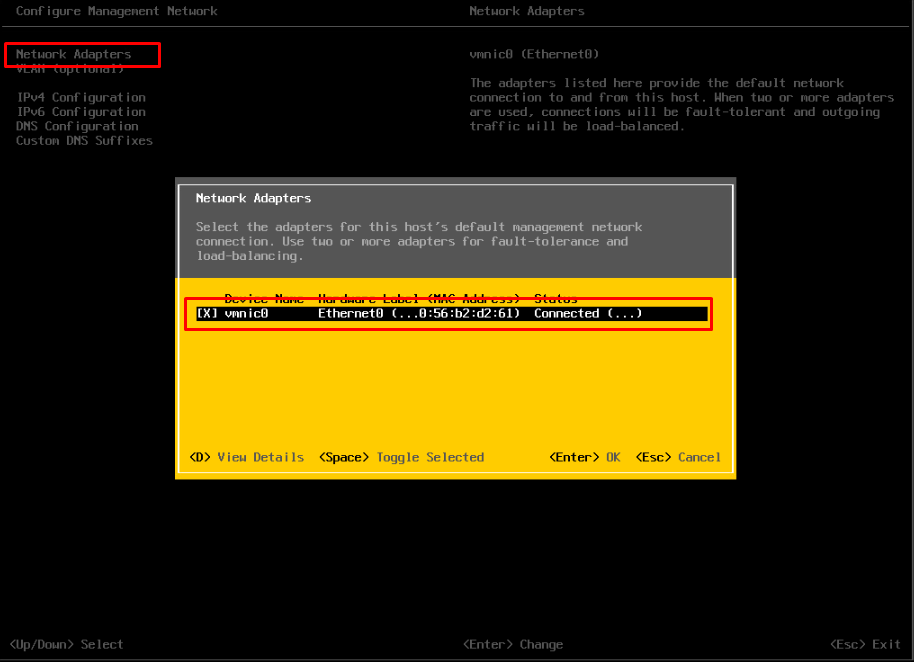 Configure Management Network
Network Adapters
Network Adapters
VLAN (optional)
IPv4 Configuration
IPv6 Configuration
DNS Configuration
Custom DNS Suffixes
vmnic0 (Ethernet0)
The adapters listed here provide the default network
connection to and from this host. When two or more adapters
are used, connections will be fault-tolerant and outgoing
traffic will be load-balanced.
Network Adapters
Select the adapters for this host's default management network
connection. Use two or more adapters for fault-tolerance and
load-balancing.
Device Name Hardware Label (MAC Address) Status
[X] vmnic0 Ethernet0 (...0:56:b2:d2:61) Connected (...)
<D> View Details <Space> Toggle Selected <Enter> OK <Esc> Cancel
<Up/Down> Select <Enter> Change <Esc> Exit